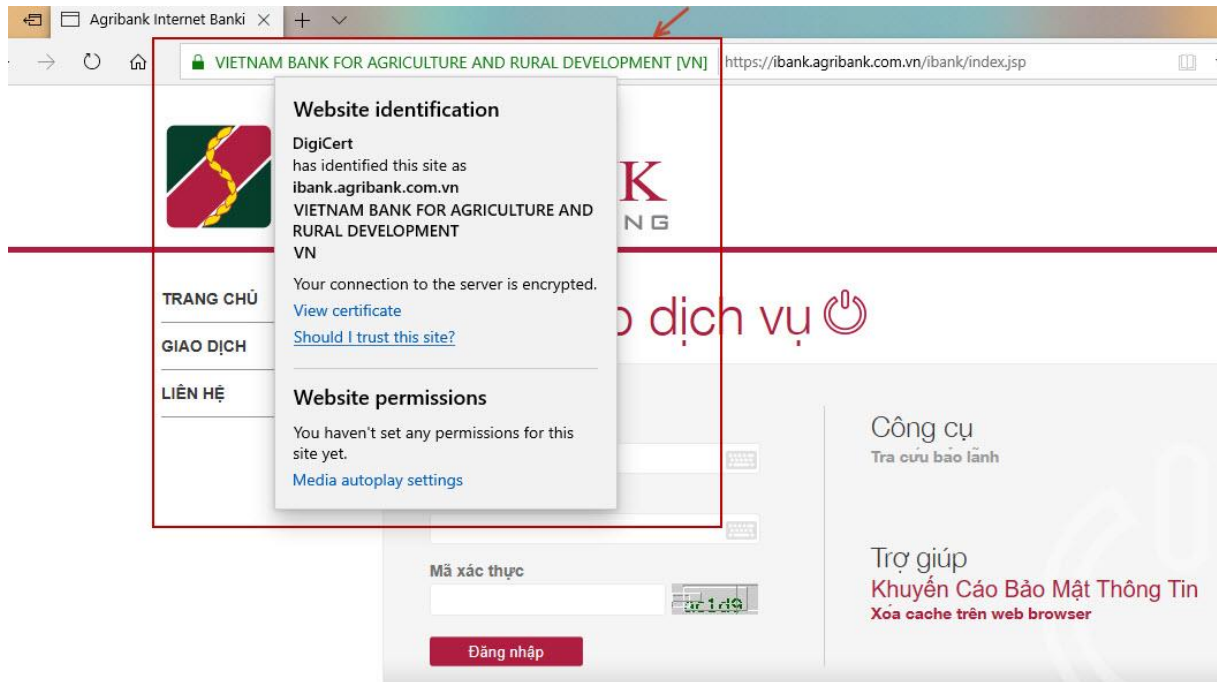 Agribank Internet Banki
VIETNAM BANK FOR AGRICULTURE AND RURAL DEVELOPMENT [VN] https://ibank.agribank.com.vn/ibank/index.jsp
Website identification
DigiCert
has identified this site as
ibank.agribank.com.vn
VIETNAM BANK FOR AGRICULTURE AND
RURAL DEVELOPMENT
VN
Your connection to the server is encrypted.
View certificate
Should I trust this site?
Website permissions
You haven't set any permissions for this
site yet.
Media autoplay settings
K
N G
TRANG CHỦ
GIAO DỊCH
LIÊN HỆ
dịch vụ
Công cụ
Tra cứu bảo lãnh
Mã xác thực
Đăng nhập
Trợ giúp
Khuyến Cáo Bảo Mật Thông Tin
Xóa cache trên web browser